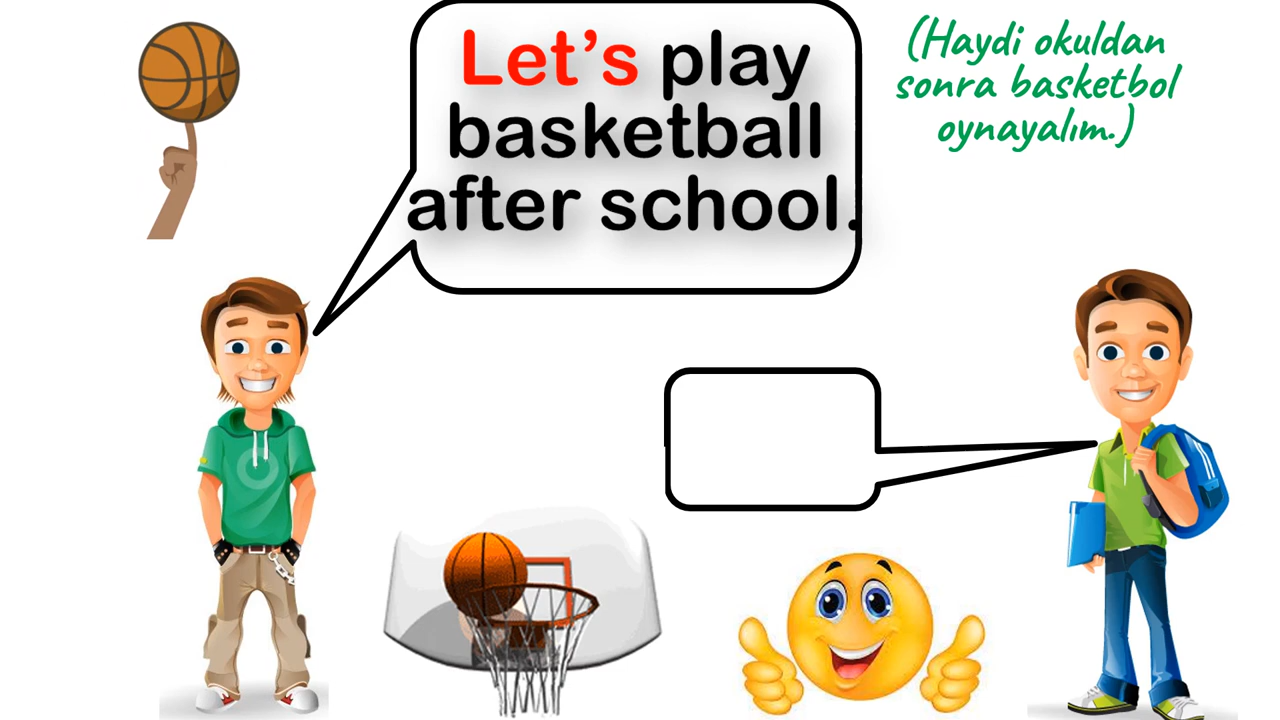 Let’s play
basketball
after school.
(Haydi okuldan
sonra basketbol
oynayalım.)